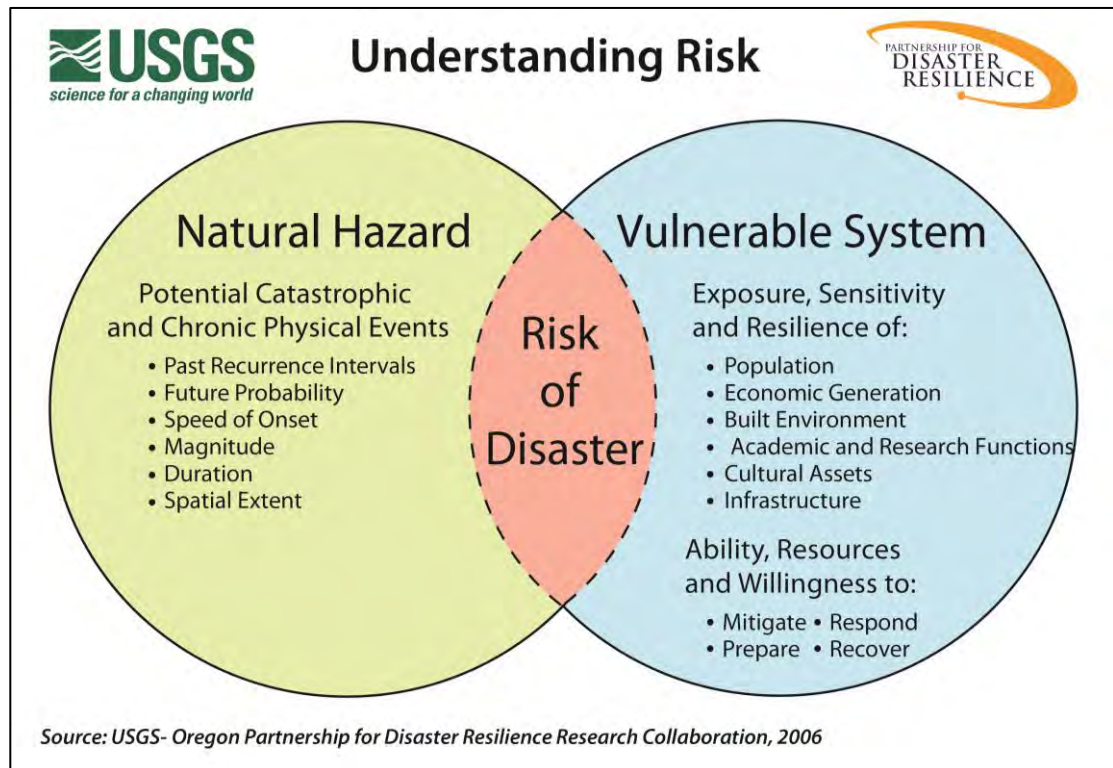 USGS
science for a changing world
Understanding Risk
PARTNERSHIP FOR
DISASTER
RESILIENCE
Natural Hazard
Potential Catastrophic
and Chronic Physical Events
• Past Recurrence Intervals
• Future Probability
• Speed of Onset
• Magnitude
• Duration
• Spatial Extent
Risk
of
Disaster
Vulnerable System
Exposure, Sensitivity
and Resilience of:
• Population
• Economic Generation
• Built Environment
• Academic and Research Functions
• Cultural Assets
• Infrastructure
Ability, Resources
and Willingness to:
• Mitigate • Respond
• Prepare • Recover
Source: USGS- Oregon Partnership for Disaster Resilience Research Collaboration, 2006